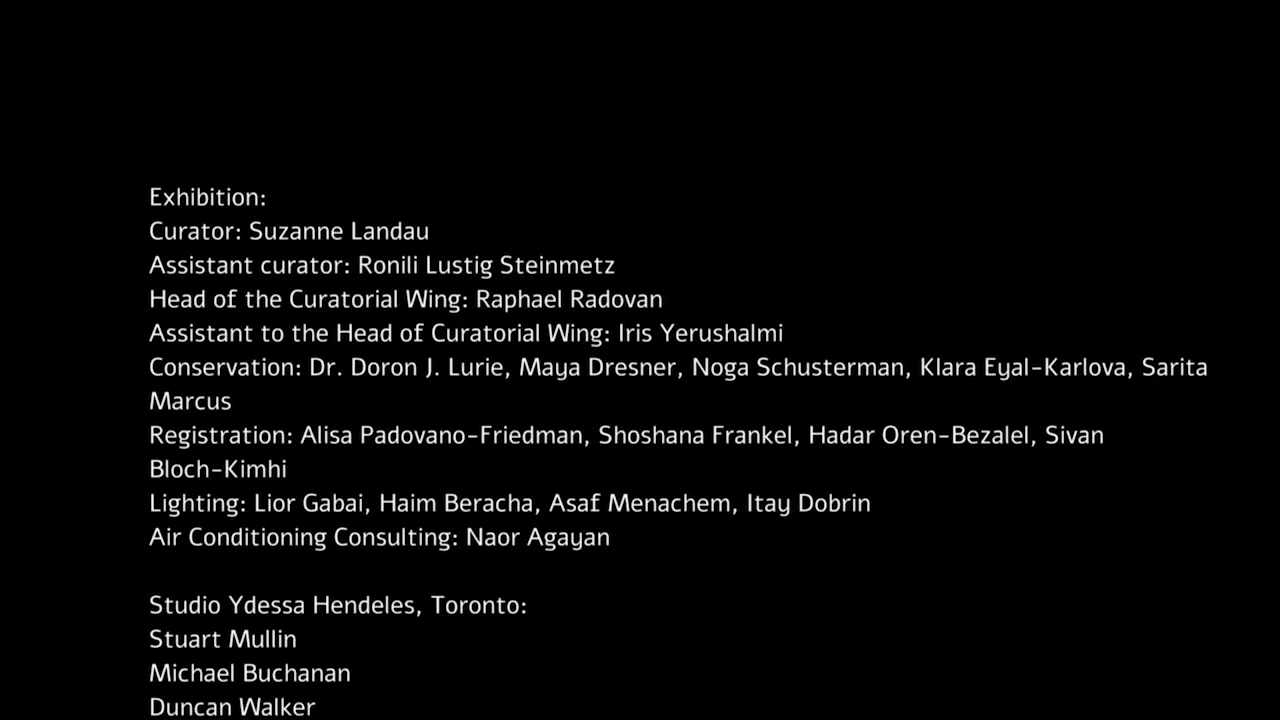 Exhibition:
Curator: Suzanne Landau
Assistant curator: Ronili Lustig Steinmetz
Head of the Curatorial Wing: Raphael Radovan
Assistant to the Head of Curatorial Wing: Iris Yerushalmi
Conservation: Dr. Doron J. Lurie, Maya Dresner, Noga Schusterman, Klara Eyal-Karlova, Sarita
Marcus
Registration: Alisa Padovano-Friedman, Shoshana Frankel, Hadar Oren-Bezalel, Sivan
Bloch-Kimhi
Lighting: Lior Gabai, Haim Beracha, Asaf Menachem, Itay Dobrin
Air Conditioning Consulting: Naor Agayan
Studio Ydessa Hendeles, Toronto:
Stuart Mullin
Michael Buchanan
Duncan Walker